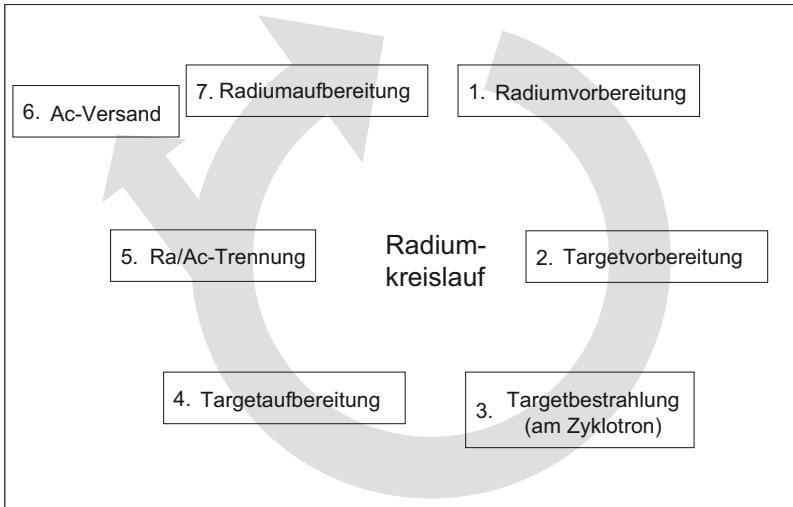 7. Radiumaufbereitung
1. Radiumvorbereitung
6. Ac-Versand
5. Ra/Ac-Trennung
Radium-
kreislauf
2. Targetvorbereitung
4. Targetaufbereitung
3. Targetbestrahlung
(am Zyklotron)